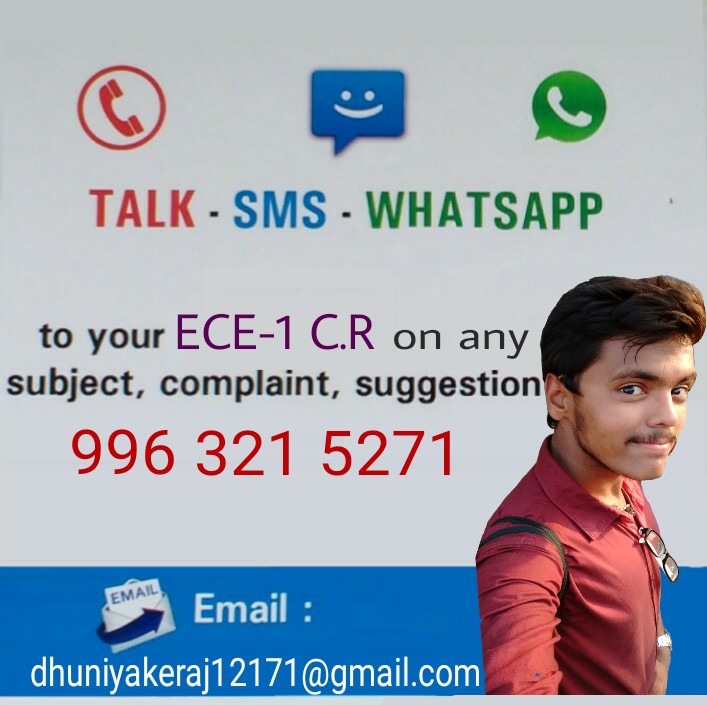 TALK - SMS - WHATSAPP
to your ECE-1 C.R on any
subject, complaint, suggestion
996 321 5271
EMAIL
Email :
dhuniyakeraj12171@gmail.com